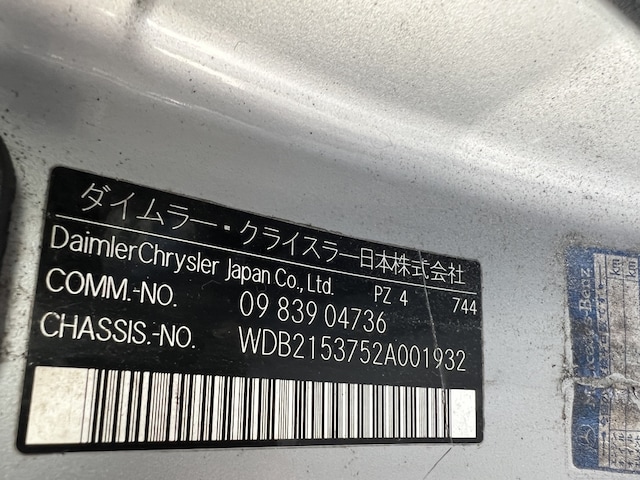 ダイムラー・クライスラー日本株式会社
DaimlerChrysler Japan Co., Ltd. PZ 4 744
COMM.-NO. 09 839 04736
CHASSIS.-NO. WDB2153752A001932